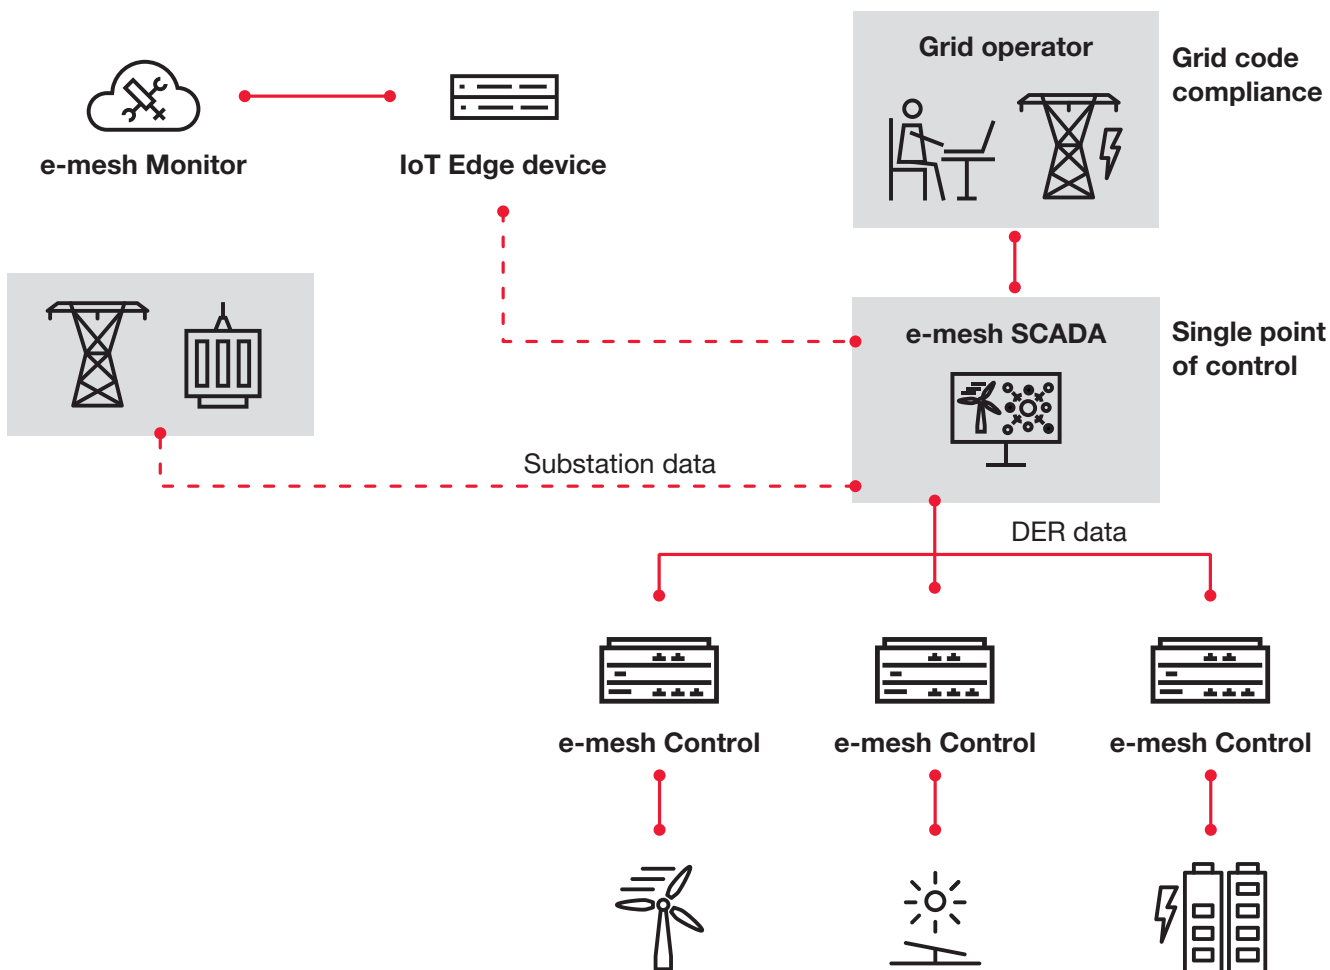 Grid operator
Grid code
compliance
e-mesh Monitor
IoT Edge device
e-mesh SCADA
Single point
of control
Substation data
DER data
e-mesh Control
e-mesh Control
e-mesh Control